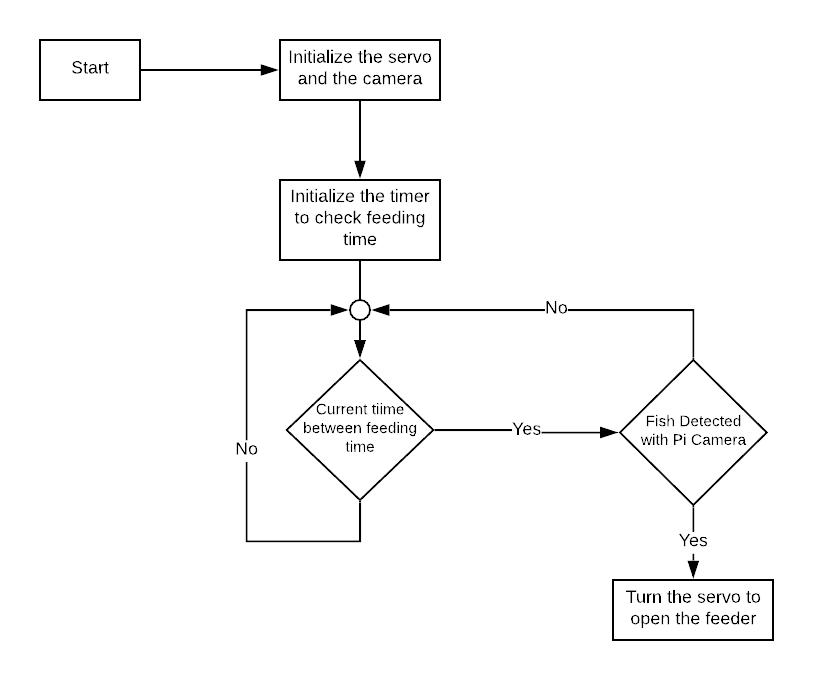 Start
Initialize the servo
and the camera
Initialize the timer
to check feeding
time
No
Current tiime
between feeding
time
Yes
Fish Detected
with Pi Camera
No
Yes
Turn the servo to
open the feeder